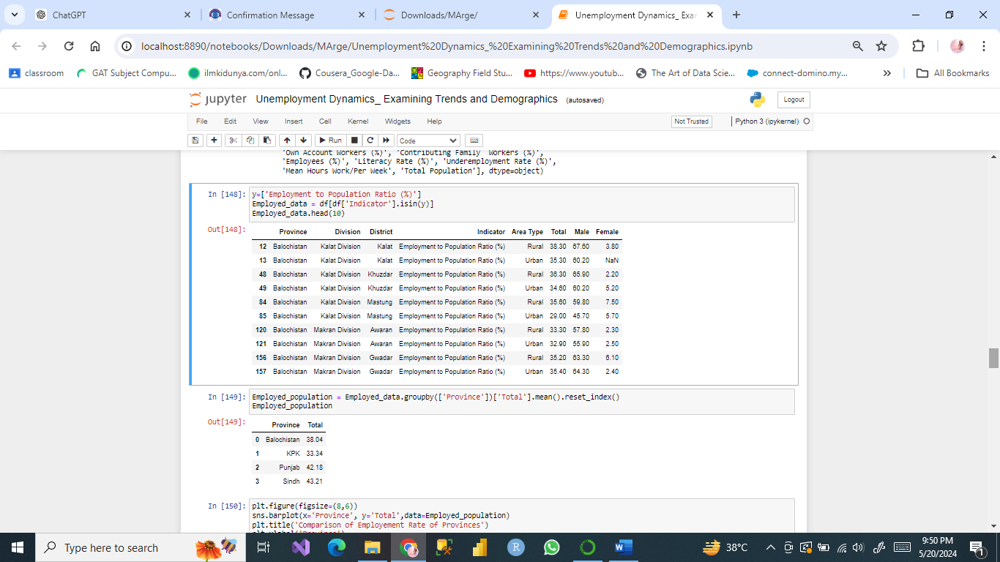 ChatGPT
Confirmation Message
Downloads/MArge/
Unemployment Dynamics_ Exar
localhost:8890/notebooks/Downloads/MArge/Unemployment%20Dynamics_%20Examining%20Trends%20and%20Demographics.ipynb
classroom
GAT Subject Compu...
ilmkidunya.com/onl...
Cousera_Google-Da...
Geography Field Stu...
https://www.youtub...
The Art of Data Scie...
connect-domino.my...
»
All Bookmarks
jupyter Unemployment Dynamics_ Examining Trends and Demographics (autosaved)
Logout
File Edit View Insert Cell Kernel Widgets Help
Not Trusted
Python 3 (ipykernel)
Run
Code
'Own Account Workers (%)', 'Contributing Family  Workers (%)',
'Employees (%)', 'Literacy Rate (%)', 'Underemployment Rate (%)',
'Mean Hours Work/Per Week', 'Total Population'], dtype=object)
In [148]: y=['Employment to Population Ratio (%)']
Employed_data = df[df['Indicator'].isin(y)]
Employed_data.head(10)
Out[148]:
Province Division District Indicator Area Type Total Male Female
12 Balochistan Kalat Division Kalat Employment to Population Ratio (%) Rural 38.30 67.60 3.80
13 Balochistan Kalat Division Kalat Employment to Population Ratio (%) Urban 35.30 60.20 NaN
48 Balochistan Kalat Division Khuzdar Employment to Population Ratio (%) Rural 36.30 65.90 2.20
49 Balochistan Kalat Division Khuzdar Employment to Population Ratio (%) Urban 34.60 60.20 5.20
84 Balochistan Kalat Division Mastung Employment to Population Ratio (%) Rural 35.60 59.80 7.50
85 Balochistan Kalat Division Mastung Employment to Population Ratio (%) Urban 29.00 45.70 5.70
120 Balochistan Makran Division Awaran Employment to Population Ratio (%) Rural 33.30 57.80 2.30
121 Balochistan Makran Division Awaran Employment to Population Ratio (%) Urban 32.90 55.90 2.50
156 Balochistan Makran Division Gwadar Employment to Population Ratio (%) Rural 35.20 63.30 6.10
157 Balochistan Makran Division Gwadar Employment to Population Ratio (%) Urban 35.40 64.30 2.40
In [149]: Employed_population = Employed_data.groupby(['Province'])['Total'].mean().reset_index()
Employed_population
Out[149]:
Province Total
0 Balochistan 38.04
1 KPK 33.34
2 Punjab 42.18
3 Sindh 43.21
In [150]: plt.figure(figsize=(8,6))
sns.barplot(x='Province', y='Total',data=Employed_population)
plt.title('Comparison of Employement Rate of Provinces')
Type here to search
38°C
9:50 PM
5/20/2024
1